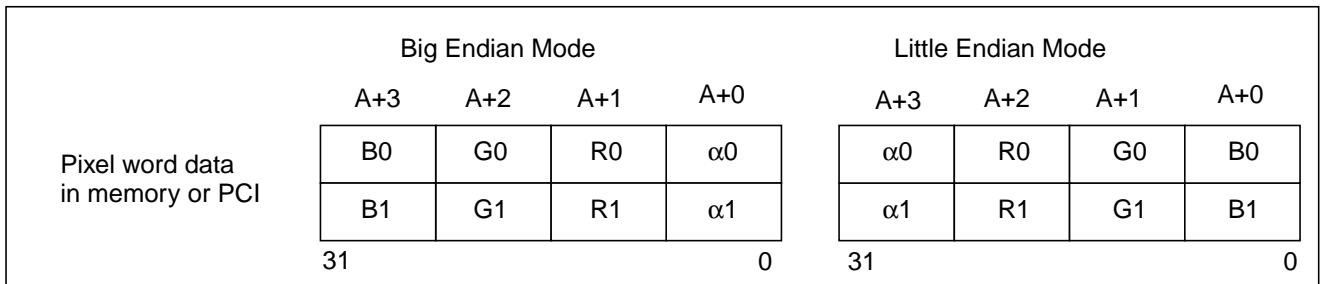 Big Endian Mode Little Endian Mode
A+3 A+2 A+1 A+0 A+3 A+2 A+1 A+0
Pixel word data
in memory or PCI
B0 G0 R0 α0 α0 R0 G0 B0
B1 G1 R1 α1 α1 R1 G1 B1
31 0 31 0